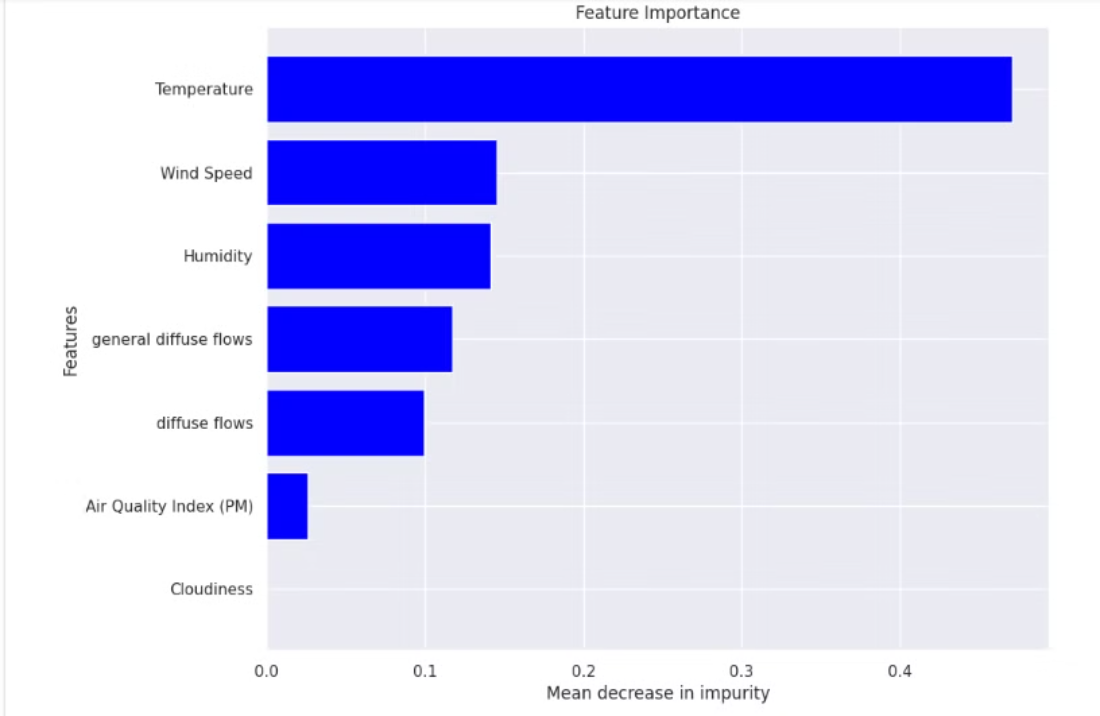 Feature Importance
Temperature
Wind Speed
Humidity
general diffuse flows
diffuse flows
Air Quality Index (PM)
Cloudiness
Features
0.0 0.1 0.2 0.3 0.4
Mean decrease in impurity